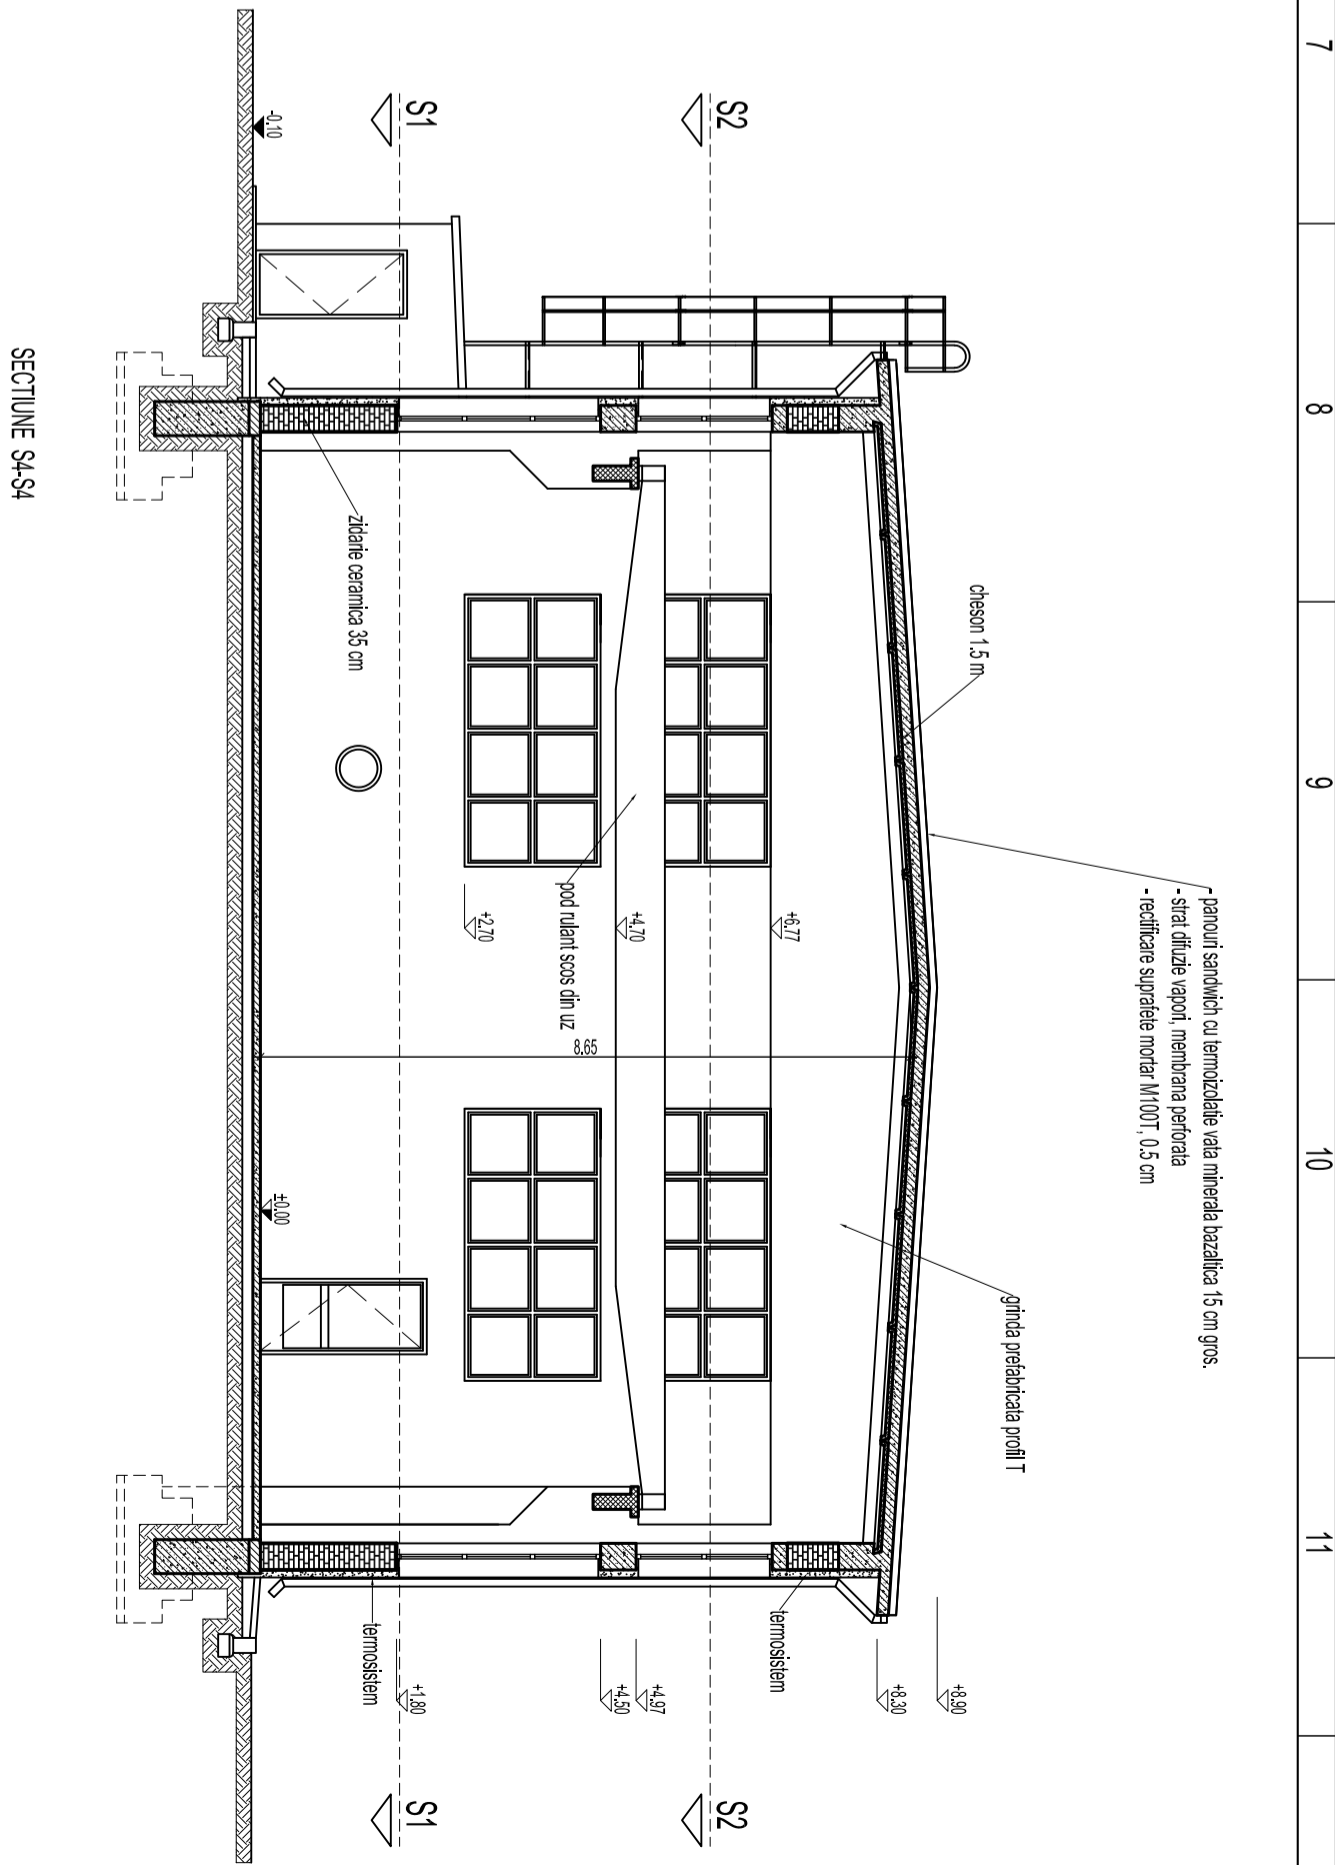 7
8
9
10
11
- panouri sandwich cu termoizolatie vata minerala bazaltica 15 cm gros.
- strat difuzie vapori, membrana perforata
- rectificare suprafete mortar M100T, 0.5 cm
cheson 1.5 m
grinda prefabricata profil T
+8.90
+8.30
S2
S2
+6.77
termosistem
+4.70
+4.97
+4.50
8.65
pod rulant scos din uz
+2.70
S1
S1
+1.80
zidarie ceramica 35 cm
termosistem
-0.10
±0.00
SECTIUNE S4-S4